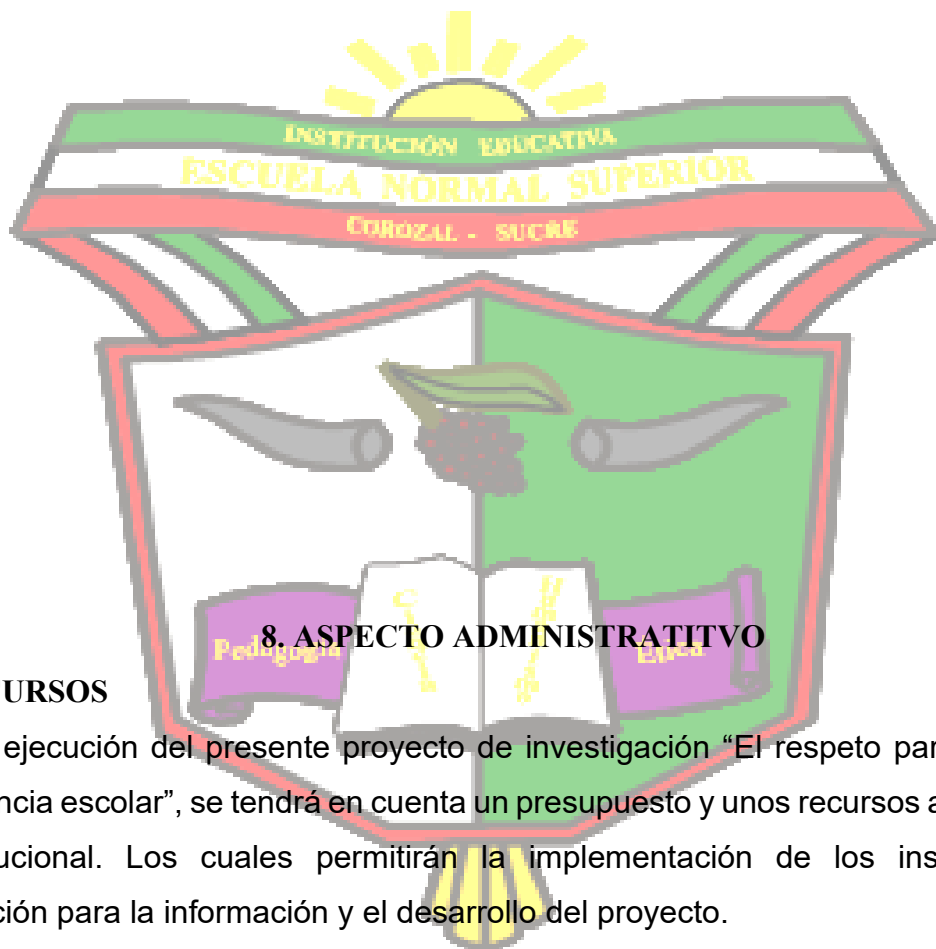 INSTITUCIÓN EDUCATIVA
ESCUELA NORMAL SUPERIOR
COROZAL - SUCRE
8. ASPECTO ADMINISTRATITVO
Pedagogía
Ética
URSOS
ejecución del presente proyecto de investigación “El respeto par
ncia escolar”, se tendrá en cuenta un presupuesto y unos recursos a
ucional. Los cuales permitirán la implementación de los ins
ción para la información y el desarrollo del proyecto.